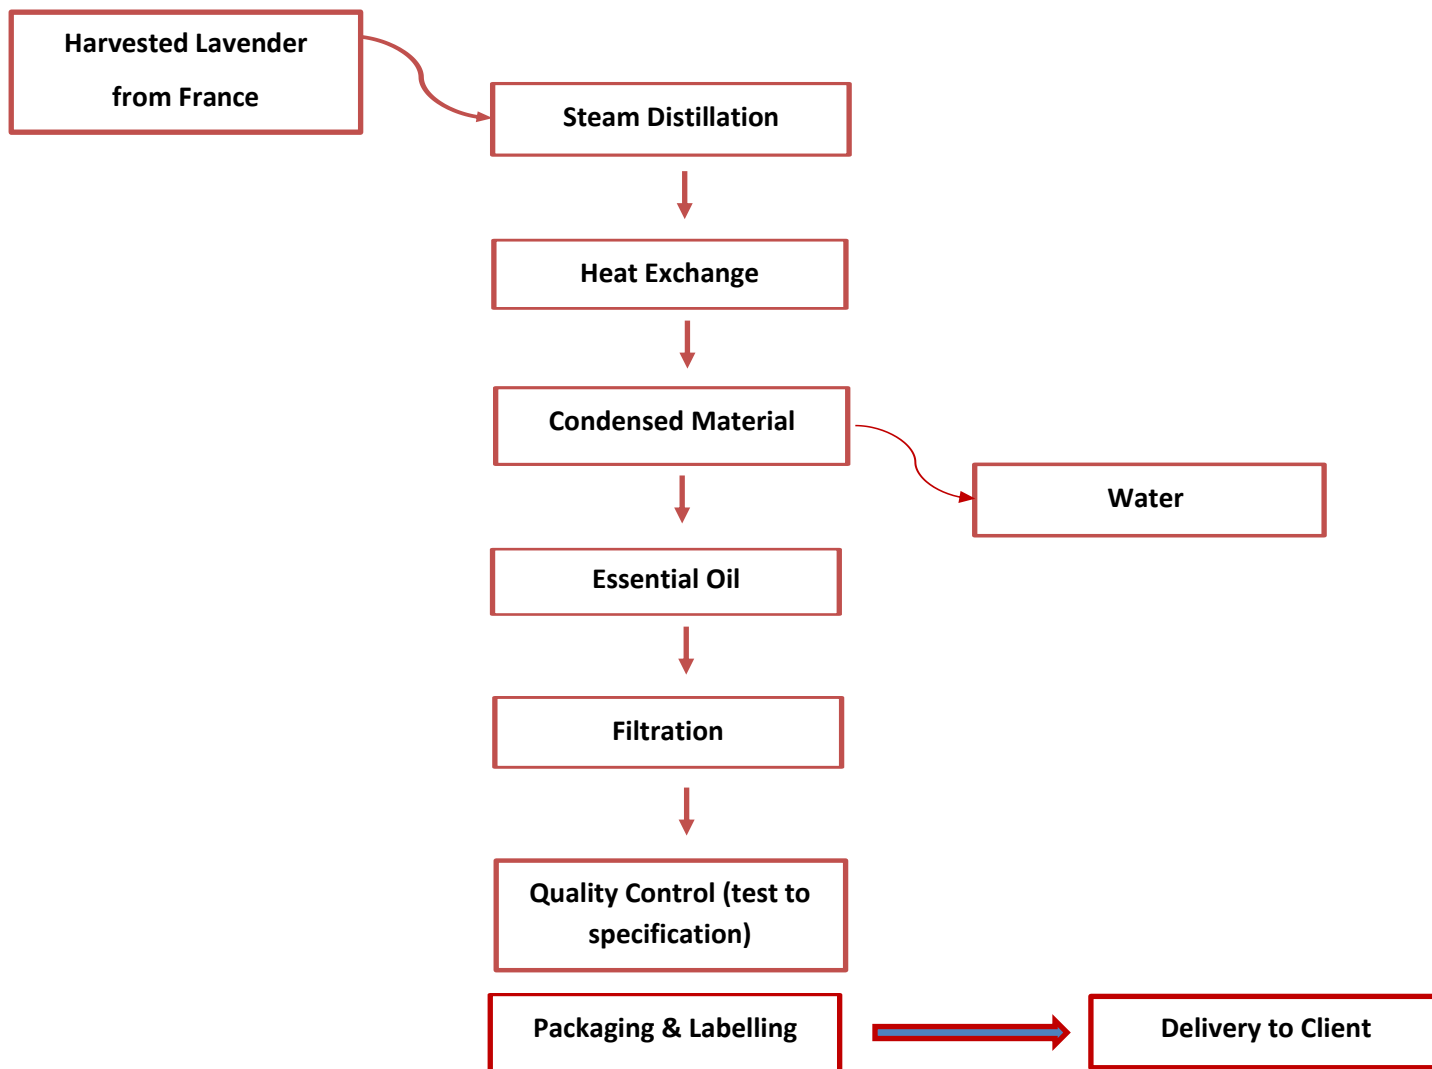 Harvested Lavender
from France
Steam Distillation
Heat Exchange
Condensed Material
Water
Essential Oil
Filtration
Quality Control (test to
specification)
Packaging & Labelling
Delivery to Client